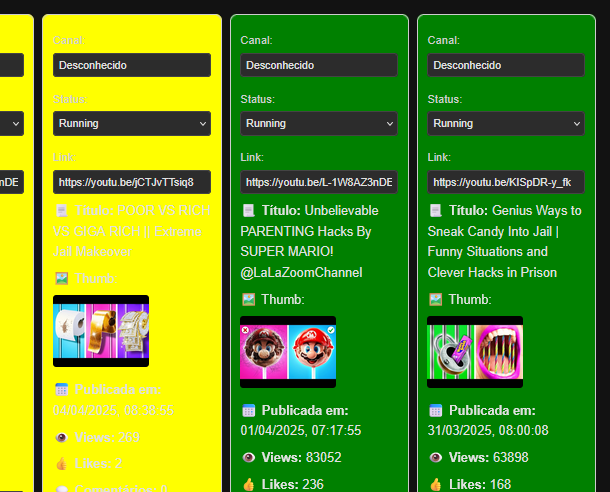 Canal:
Desconhecido
Status:
Running
Link:
https://youtu.be/jCTJvTTsiq8
Título: POOR VS RICH
VS GIGA RICH || Extreme
Jail Makeover
Thumb:
Publicada em:
04/04/2025, 08:30:55
Views: 268
Likes: 2
Comentários: 0
Canal:
Desconhecido
Status:
Running
Link:
https://youtu.be/L-1W8AZ3nDE
Título: Unbelievable
PARENTING Hacks By
SUPER MARIO!
@LaLaZoomChannel
Thumb:
Publicada em:
01/04/2025, 07:17:55
Views: 83052
Likes: 236
Canal:
Desconhecido
Status:
Running
Link:
https://youtu.be/KISpDR-y_fk
Título: Genius Ways to
Sneak Candy Into Jail |
Funny Situations and
Clever Hacks in Prison
Thumb:
Publicada em:
31/03/2025, 08:00:08
Views: 63898
Likes: 168